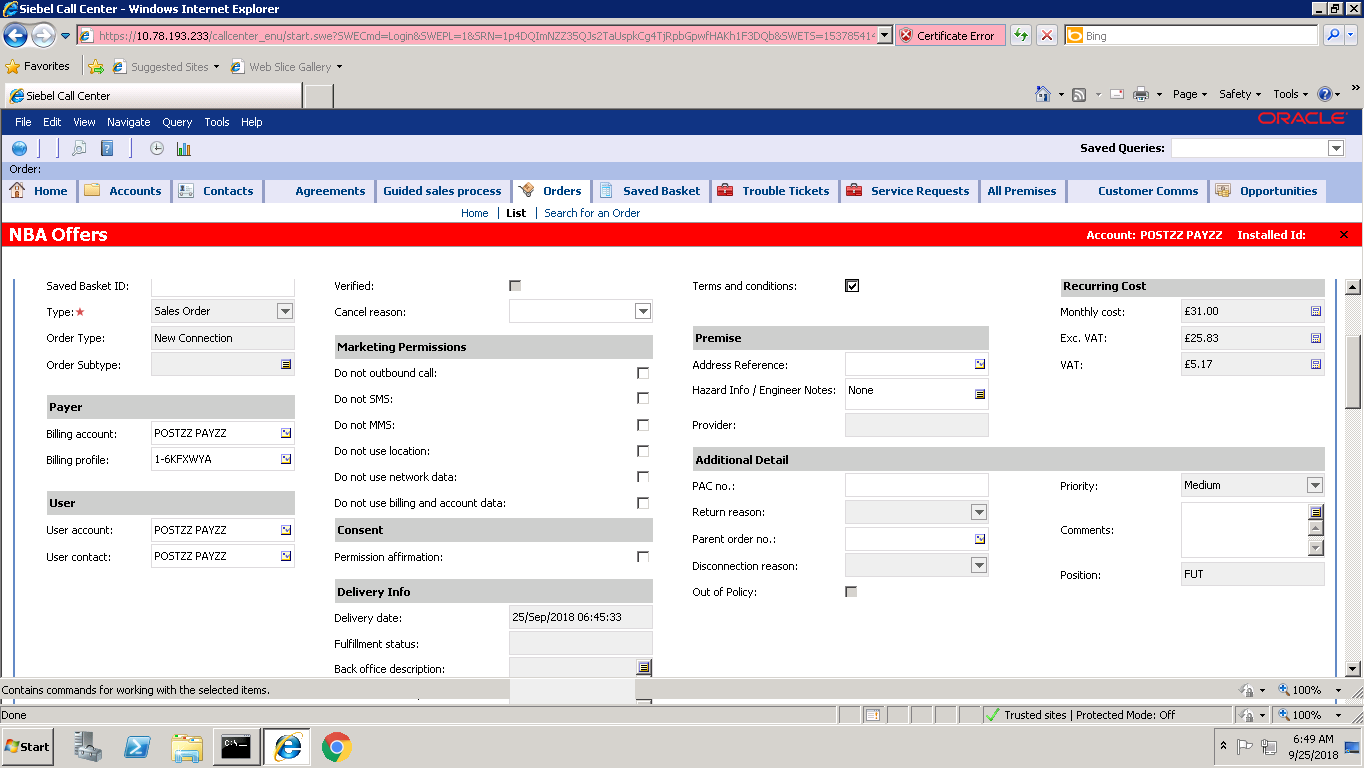 Siebel Call Center - Windows Internet Explorer
https://10.78.193.233/callcenter_enu/start.swe?SWECmd=Login&SWEPL=1&SRN=1p4DQImNZZ35QJs2TaUspkCg4TjRpbGpwfHAKh1F3DQb&SWETS=153785414 Certificate Error Bing
Favorites Suggested Sites Web Slice Gallery
Siebel Call Center Page Safety Tools
File Edit View Navigate Query Tools Help ORACLE
Saved Queries:
Order:
Home Accounts Contacts Agreements Guided sales process Orders Saved Basket Trouble Tickets Service Requests All Premises Customer Comms Opportunities
Home List Search for an Order
NBA Offers Account: POSTZZ PAYZZ Installed Id:
Saved Basket ID: Verified: Terms and conditions: Recurring Cost
Type: Sales Order Cancel reason: Monthly cost: £31.00
Order Type: New Connection Marketing Permissions Premise Exc. VAT: £25.83
Order Subtype: Do not outbound call: Address Reference: VAT: £5.17
Payer Do not SMS: Hazard Info / Engineer Notes: None
Billing account: POSTZZ PAYZZ Do not MMS: Provider:
Billing profile: 1-6KFXWYA Do not use location: Additional Detail
Do not use network data: PAC no.: Priority: Medium
User Do not use billing and account data: Return reason:
User account: POSTZZ PAYZZ Consent Parent order no.: Comments:
User contact: POSTZZ PAYZZ Permission affirmation: Disconnection reason: Position: FUT
Delivery Info Out of Policy:
Delivery date: 25/Sep/2018 06:45:33
Fulfillment status:
Back office description:
Contains commands for working with the selected items. 100%
Done Trusted sites | Protected Mode: Off 100%
Start 6:49 AM
9/25/2018